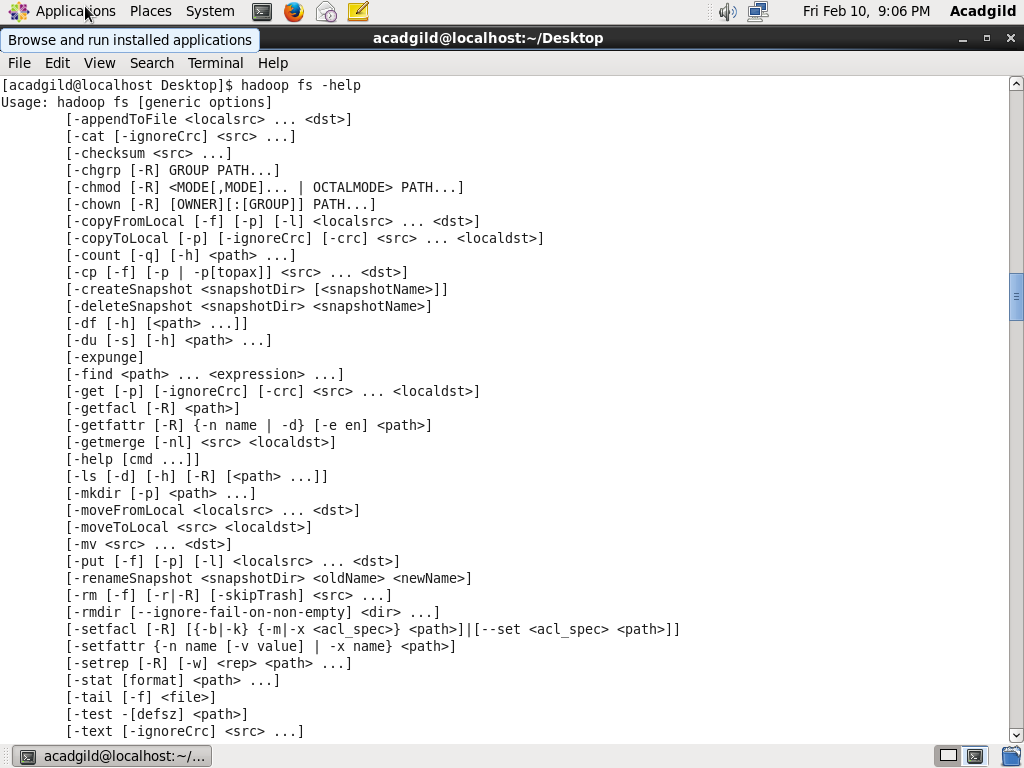 Applications Places System Fri Feb 10, 9:06 PM Acadgild
Browse and run installed applications
acadgild@localhost:~/Desktop
File Edit View Search Terminal Help
[acadgild@localhost Desktop]$ hadoop fs -help
Usage: hadoop fs [generic options]
[-appendToFile <localsrc> ... <dst>]
[-cat [-ignoreCrc] <src> ...]
[-checksum <src> ...]
[-chgrp [-R] GROUP PATH...]
[-chmod [-R] <MODE[,MODE]... | OCTALMODE> PATH...]
[-chown [-R] [OWNER][:[GROUP]] PATH...]
[-copyFromLocal [-f] [-p] [-l] <localsrc> ... <dst>]
[-copyToLocal [-p] [-ignoreCrc] [-crc] <src> ... <localdst>]
[-count [-q] [-h] <path> ...]
[-cp [-f] [-p | -p[topax]] <src> ... <dst>]
[-createSnapshot <snapshotDir> [<snapshotName>]]
[-deleteSnapshot <snapshotDir> <snapshotName>]
[-df [-h] [<path> ...]]
[-du [-s] [-h] <path> ...]
[-expunge]
[-find <path> ... <expression> ...]
[-get [-p] [-ignoreCrc] [-crc] <src> ... <localdst>]
[-getfacl [-R] <path>]
[-getfattr [-R] {-n name | -d} [-e en] <path>]
[-getmerge [-nl] <src> <localdst>]
[-help [cmd ...]]
[-ls [-d] [-h] [-R] [<path> ...]]
[-mkdir [-p] <path> ...]
[-moveFromLocal <localsrc> ... <dst>]
[-moveToLocal <src> <localdst>]
[-mv <src> ... <dst>]
[-put [-f] [-p] [-l] <localsrc> ... <dst>]
[-renameSnapshot <snapshotDir> <oldName> <newName>]
[-rm [-f] [-r|-R] [-skipTrash] <src> ...]
[-rmdir [--ignore-fail-on-non-empty] <dir> ...]
[-setfacl [-R] [{-b|-k} {-m|-x <acl_spec>} <path>]|[--set <acl_spec> <path>]]
[-setfattr {-n name [-v value] | -x name} <path>]
[-setrep [-R] [-w] <rep> <path> ...]
[-stat [format] <path> ...]
[-tail [-f] <file>]
[-test -[defsz] <path>]
[-text [-ignoreCrc] <src> ...]
acadgild@localhost:~/...